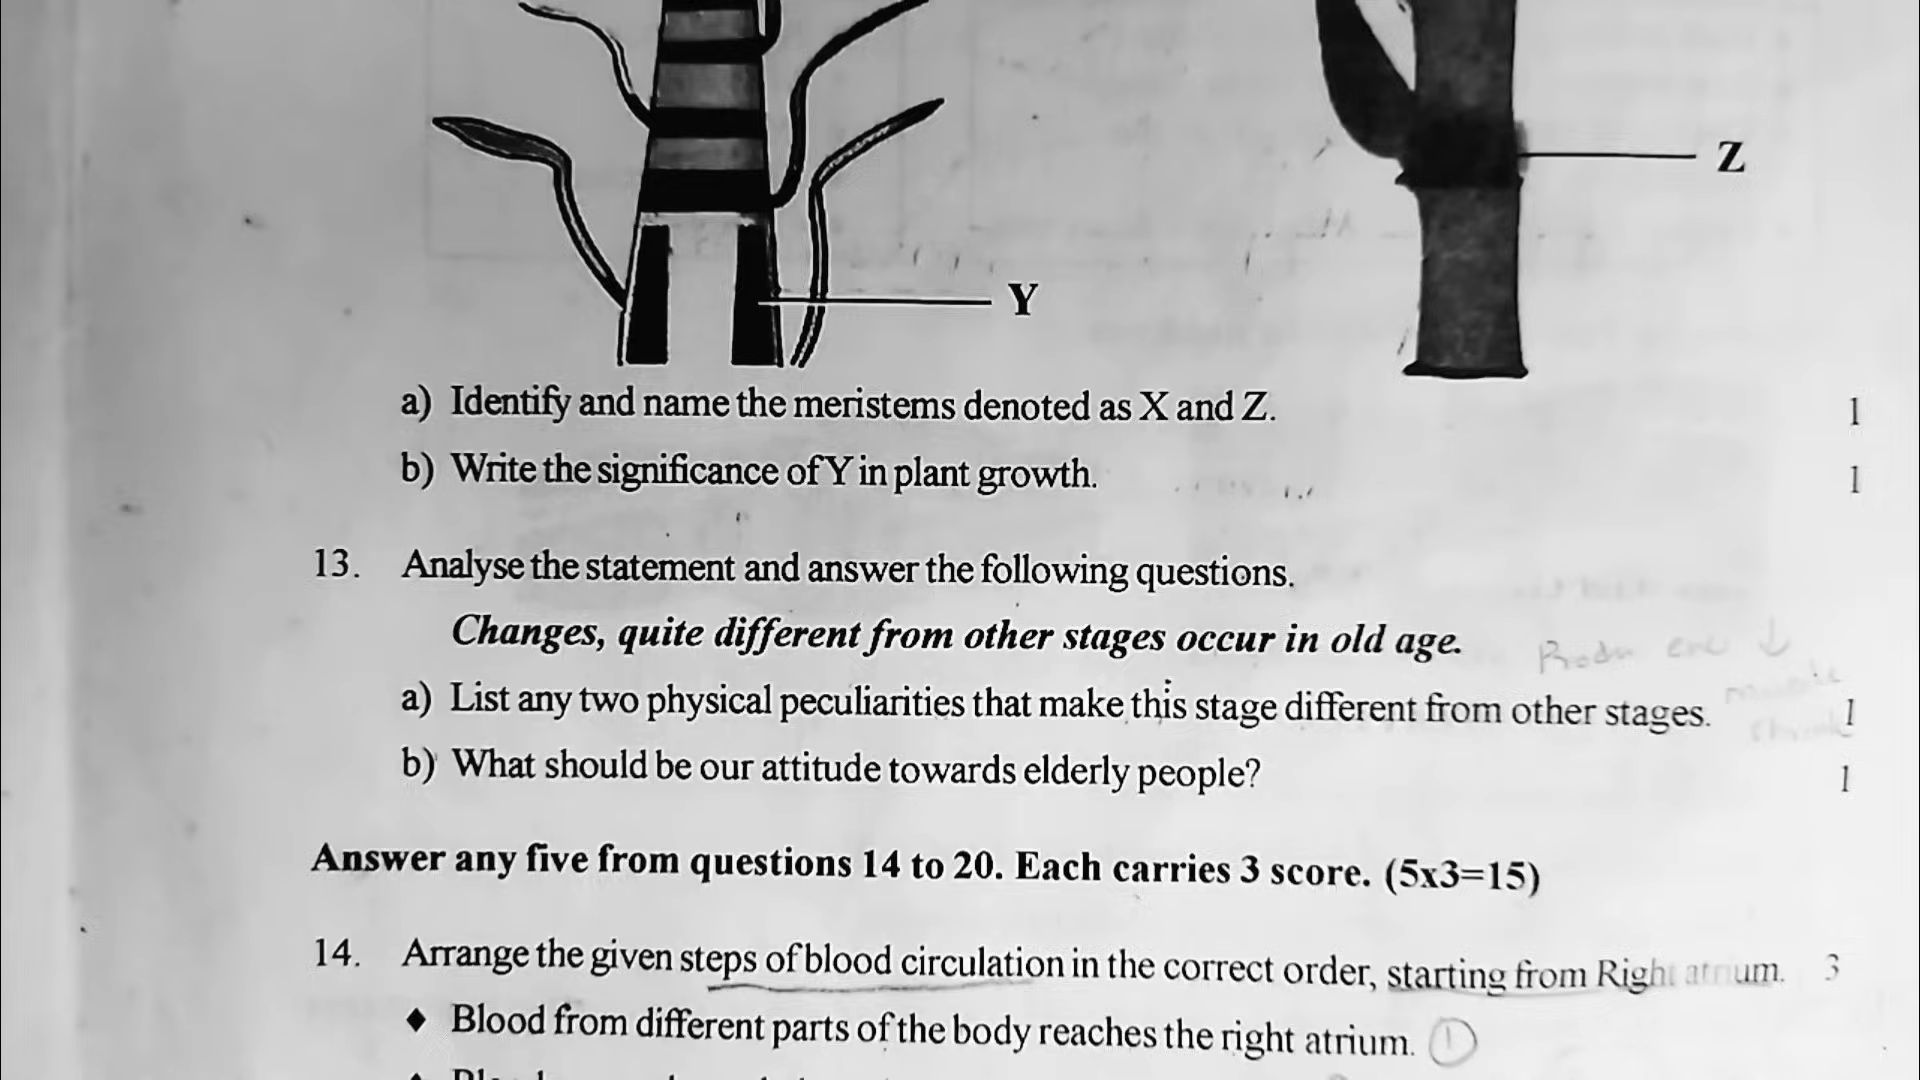 Z
Y
a) Identify and name the meristems denoted as X and Z. 1
b) Write the significance of Y in plant growth. 1
13. Analyse the statement and answer the following questions.
Changes, quite different from other stages occur in old age.
a) List any two physical peculiarities that make this stage different from other stages. 1
b) What should be our attitude towards elderly people? 1
Answer any five from questions 14 to 20. Each carries 3 score. (5x3=15)
14. Arrange the given steps of blood circulation in the correct order, starting from Right atrium. 3
♦ Blood from different parts of the body reaches the right atrium. 1